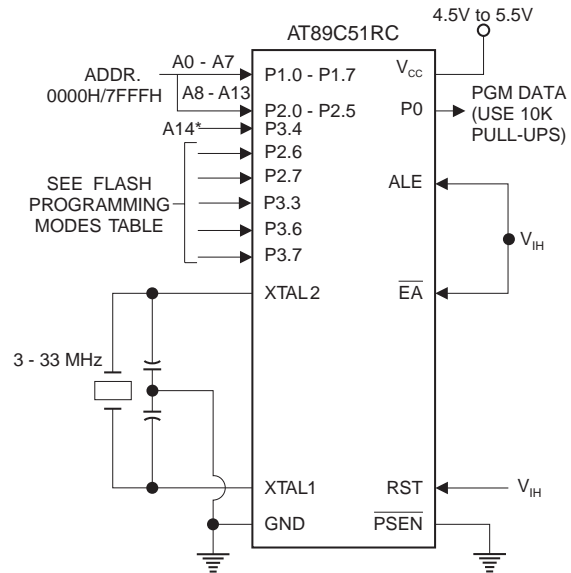 4.5V to 5.5V
AT89C51RC
ADDR.
0000H/7FFFH
A0 - A7
P1.0 - P1.7
VCC
A8 - A13
P2.0 - P2.5
P0
PGM DATA
(USE 10K
PULL-UPS)
A14*
P3.4
SEE FLASH
PROGRAMMING
MODES TABLE
P2.6
P2.7
P3.3
P3.6
P3.7
ALE
VIH
EA
XTAL2
3 - 33 MHz
XTAL1
RST
VIH
GND
PSEN